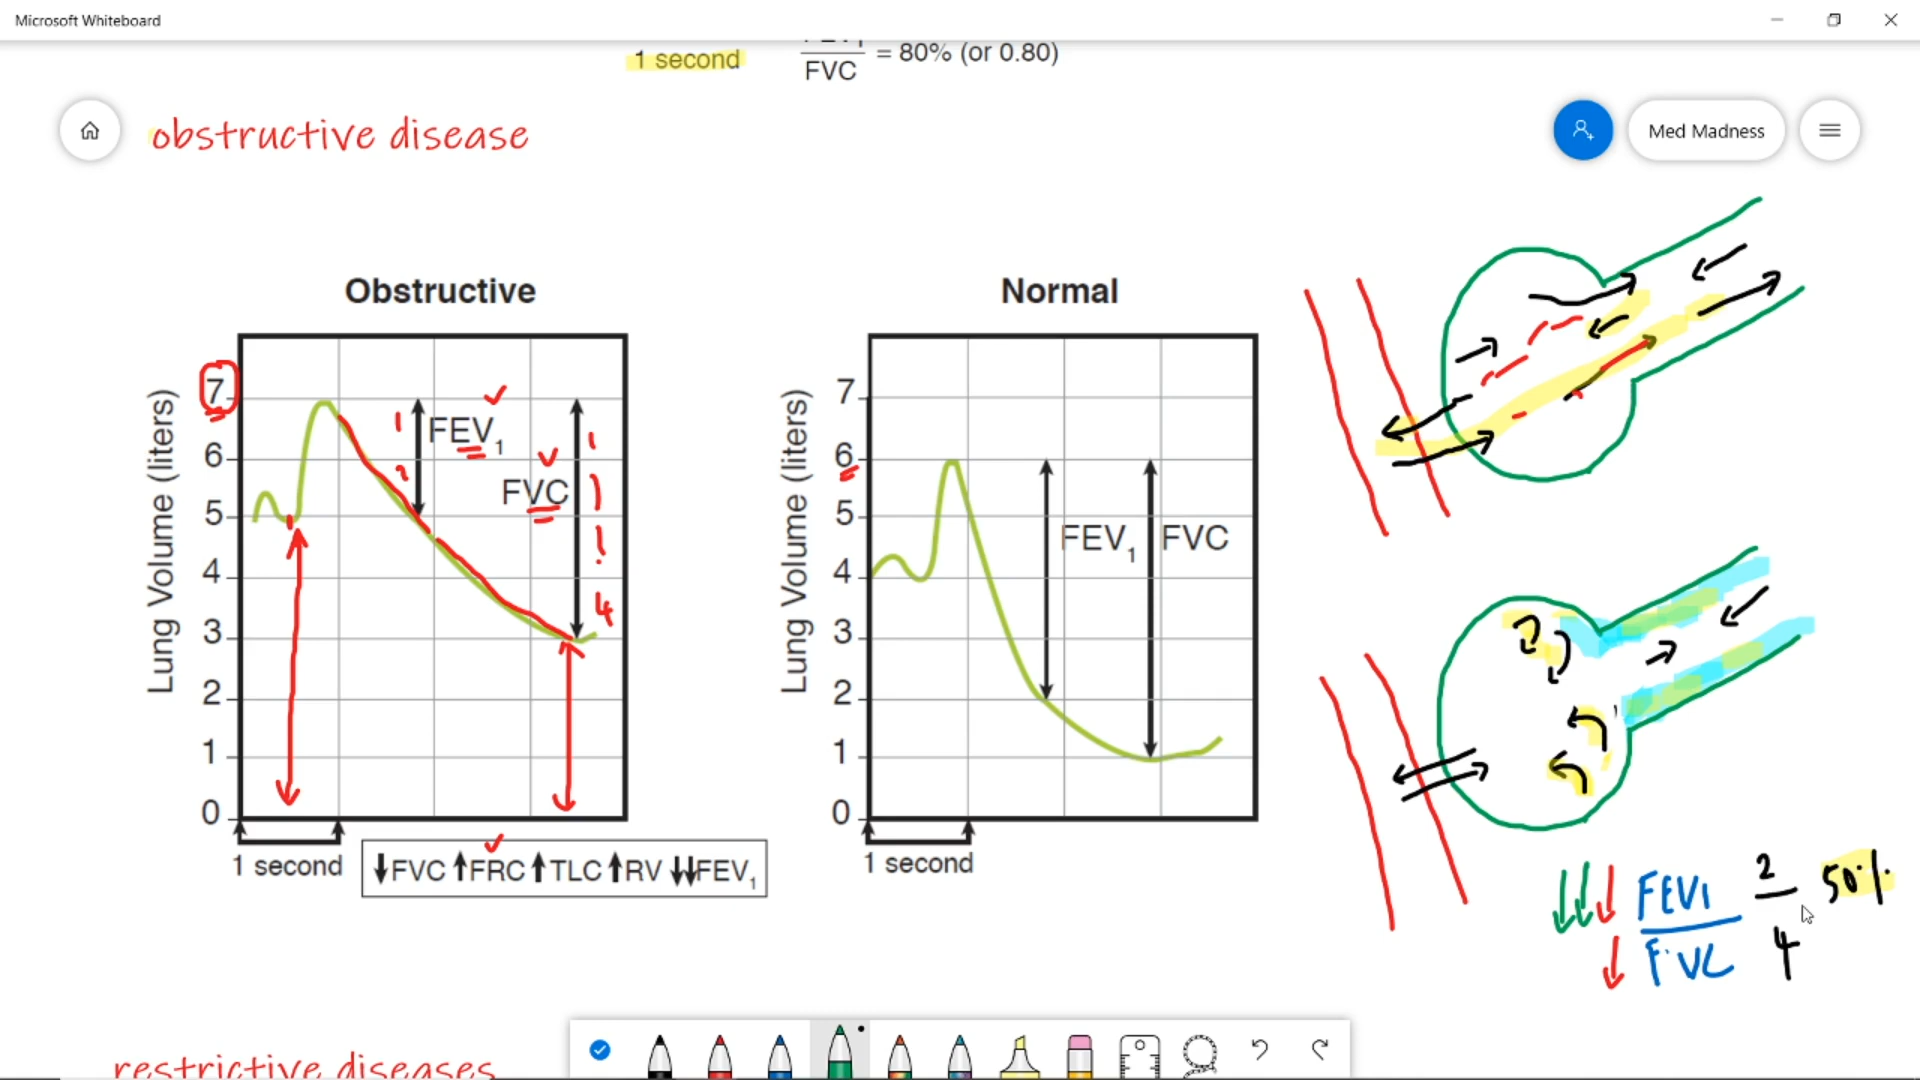 Microsoft Whiteboard
1 second
FVC
= 80% (or 0.80)
obstructive disease
Med Madness
Obstructive
Normal
Lung Volume (liters)
7
6
5
4
3
2
1
0
FEV1
FVC
4
1 second
↓FVC ↑FRC ↑TLC ↑RV ↓↓FEV1
Lung Volume (liters)
7
6
5
4
3
2
1
0
FEV1
FVC
1 second
FEV1
FVC
2
4
50%
restrictive diseases